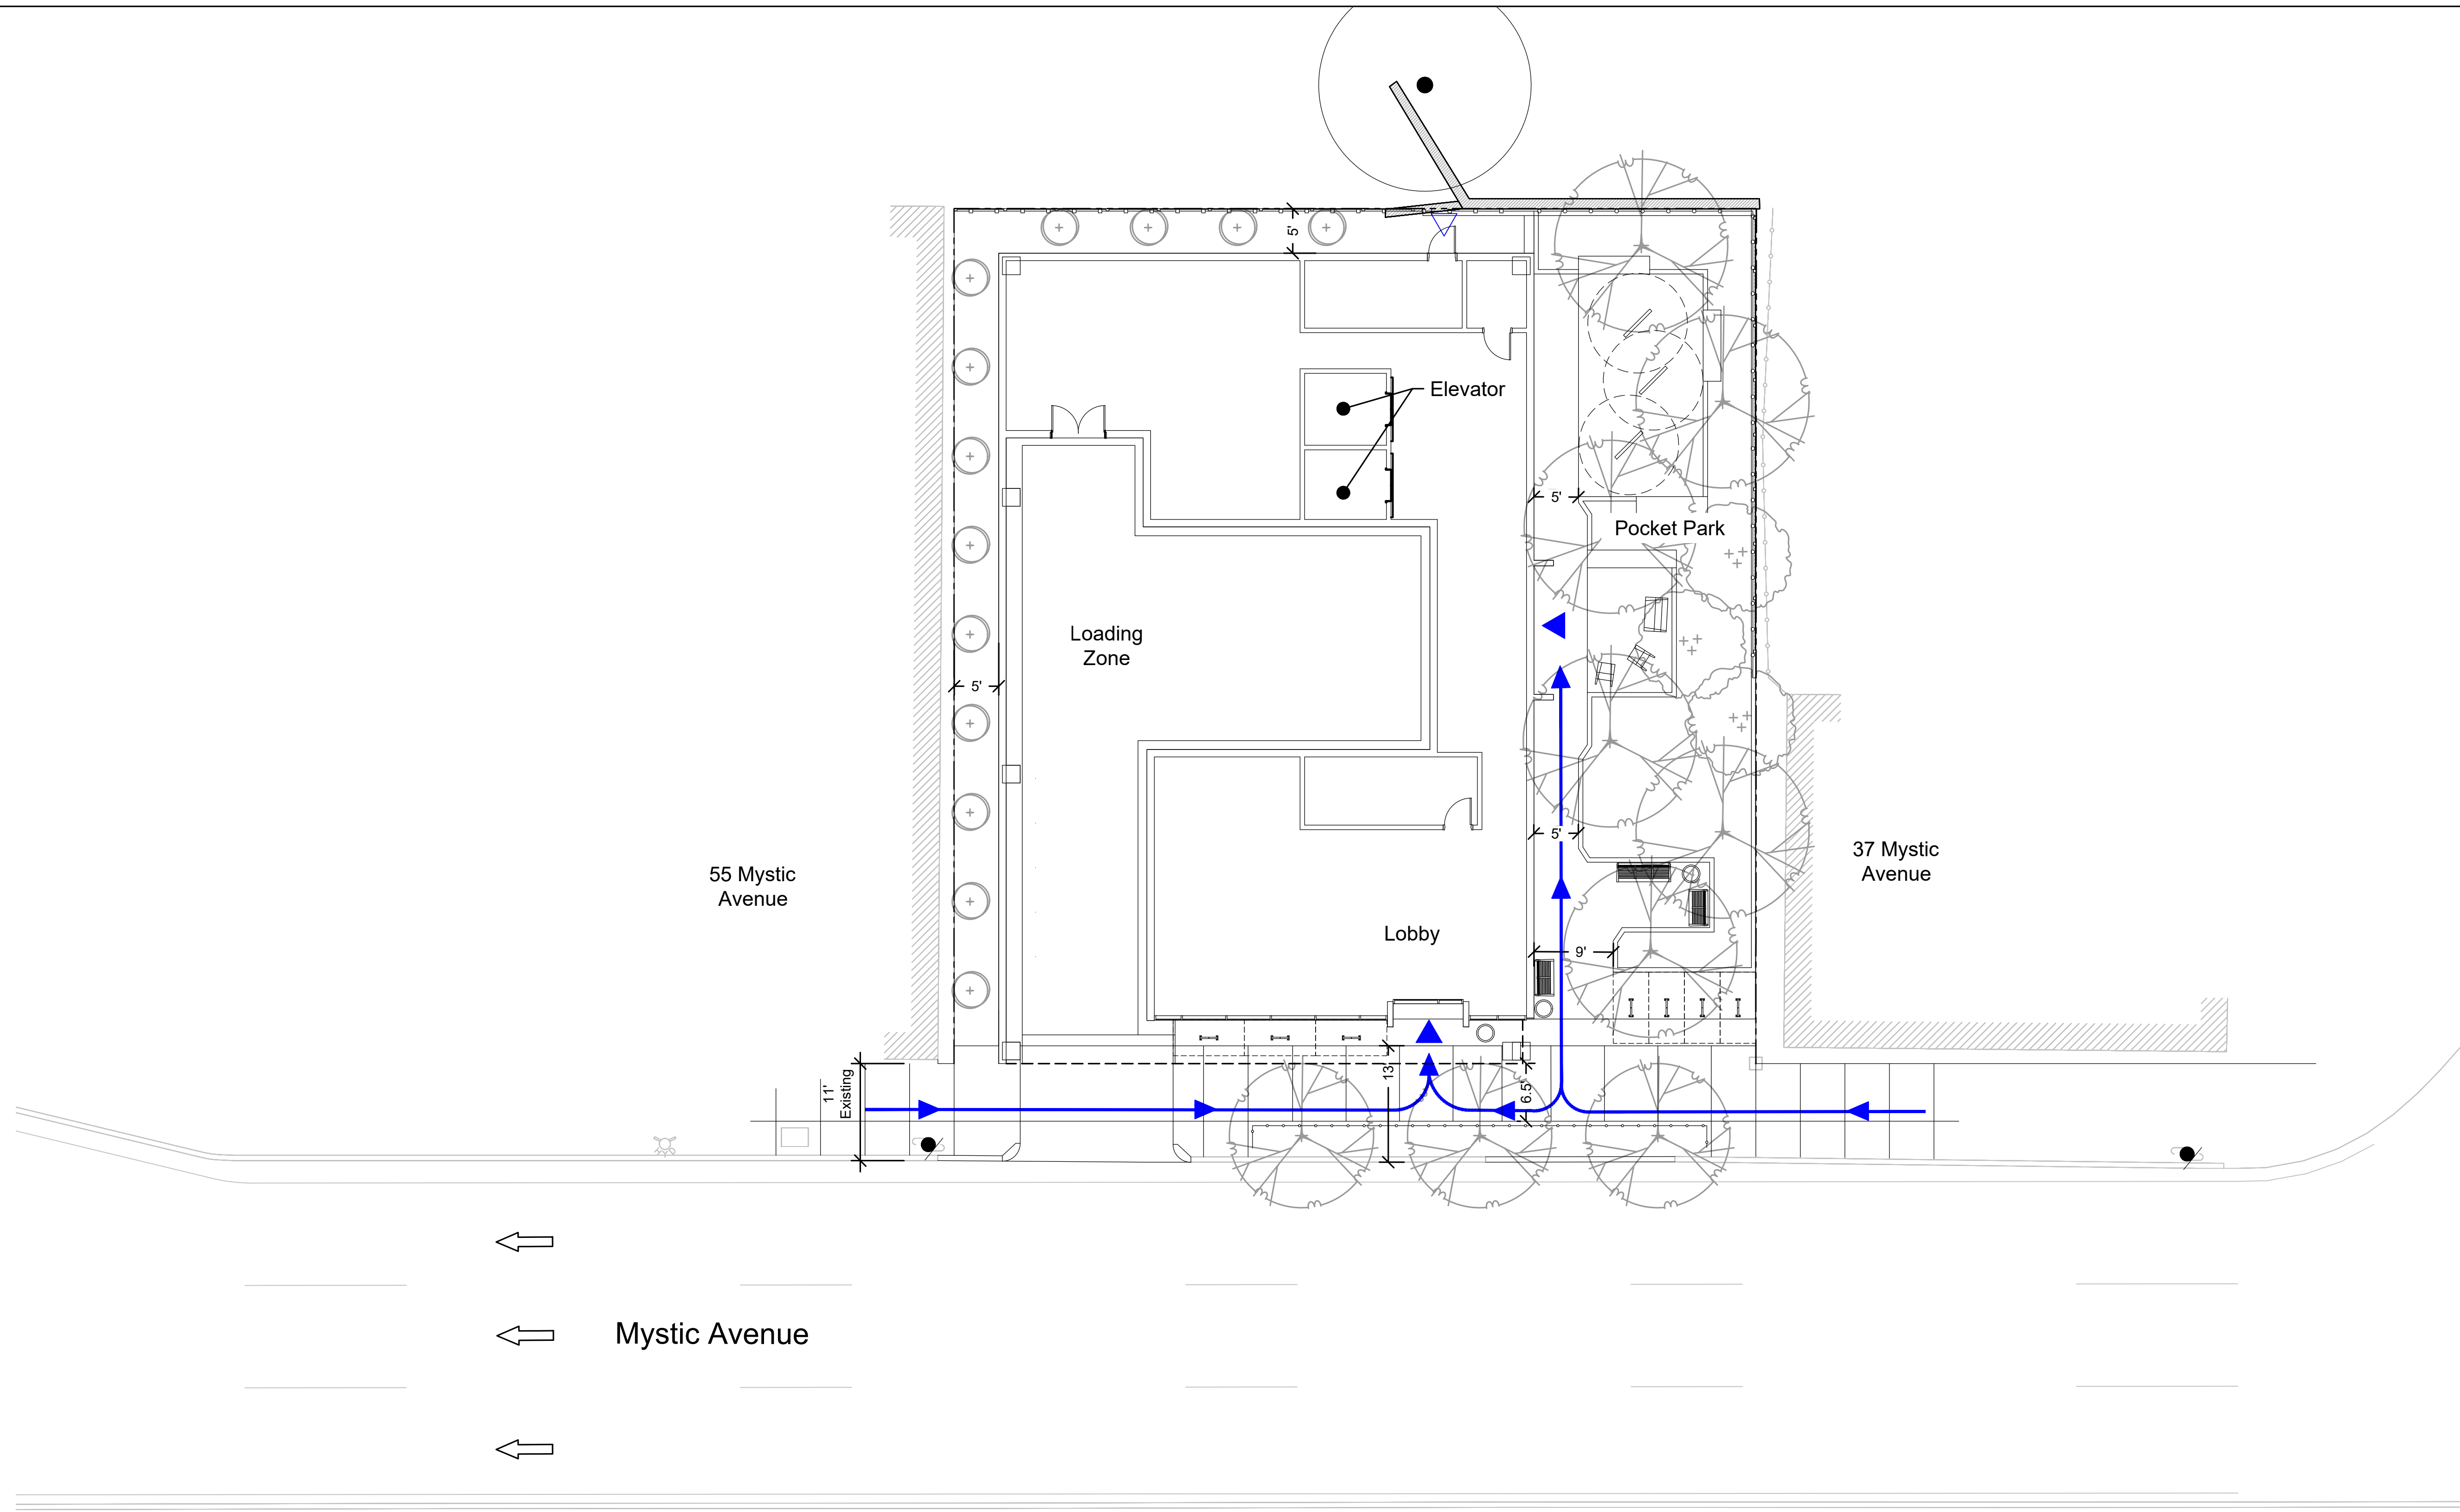 5'
Elevator
5'
Pocket Park
Loading
Zone
5'
5'
37 Mystic
Avenue
55 Mystic
Avenue
Lobby
9'
11'
Existing
13'
6.5'
Mystic Avenue